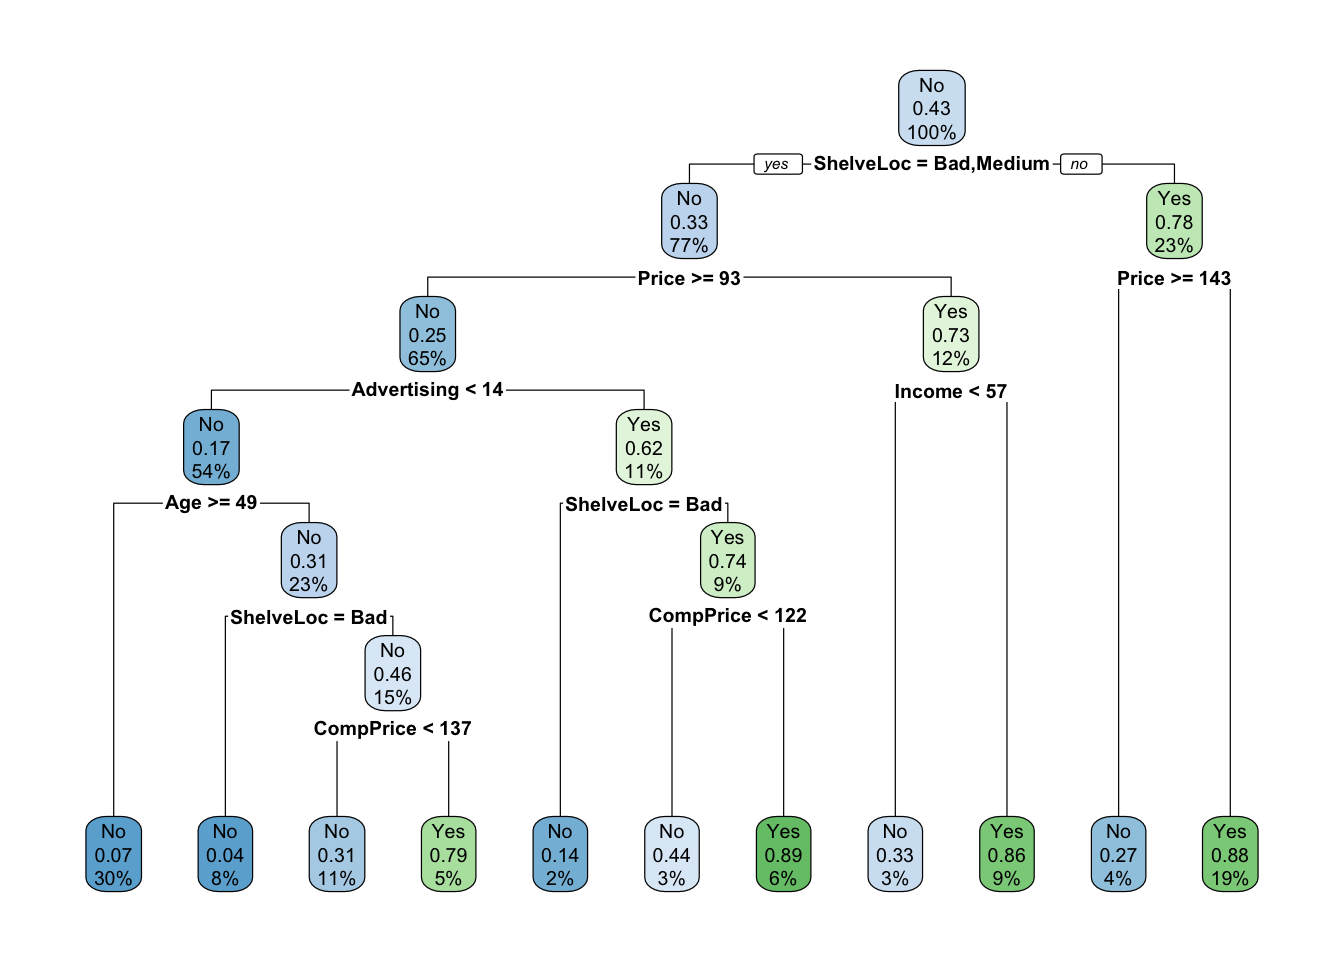 No
0.43
100%
yes
ShelveLoc = Bad,Medium
no
No
0.33
77%
Yes
0.78
23%
Price >= 93
Price >= 143
No
0.25
65%
Yes
0.73
12%
Advertising < 14
Income < 57
No
0.17
54%
Yes
0.62
11%
Age >= 49
ShelveLoc = Bad
No
0.31
23%
Yes
0.74
9%
ShelveLoc = Bad
CompPrice < 122
No
0.46
15%
CompPrice < 137
No
0.07
30%
No
0.04
8%
No
0.31
11%
Yes
0.79
5%
No
0.14
2%
No
0.44
3%
Yes
0.89
6%
No
0.33
3%
Yes
0.86
9%
No
0.27
4%
Yes
0.88
19%